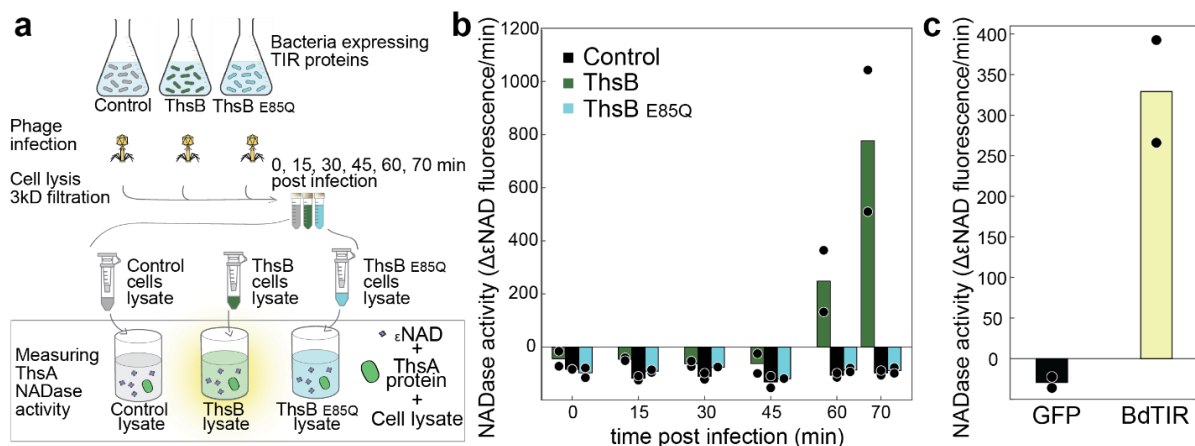 a
Bacteria expressing
TIR proteins
Control
ThsB
ThsB E85Q
Phage
infection
0, 15, 30, 45, 60, 70 min
post infection
Cell lysis
3kD filtration
Control
cells
lysate
ThsB
cells
lysate
ThsB E85Q
cells
lysate
Measuring
ThsA
NADase
activity
εNAD
+
ThsA
protein
+
Cell lysate
Control
lysate
ThsB
lysate
ThsB E85Q
lysate
b
NADase activity (ΔεNAD fluorescence/min)
1200
1000
800
600
400
200
0
200
Control
ThsB
ThsB E85Q
0
15
30
45
60
70
time post infection (min)
c
NADase activity (ΔεNAD fluorescence/min)
400
350
300
250
200
150
100
50
0
50
GFP
BdTIR